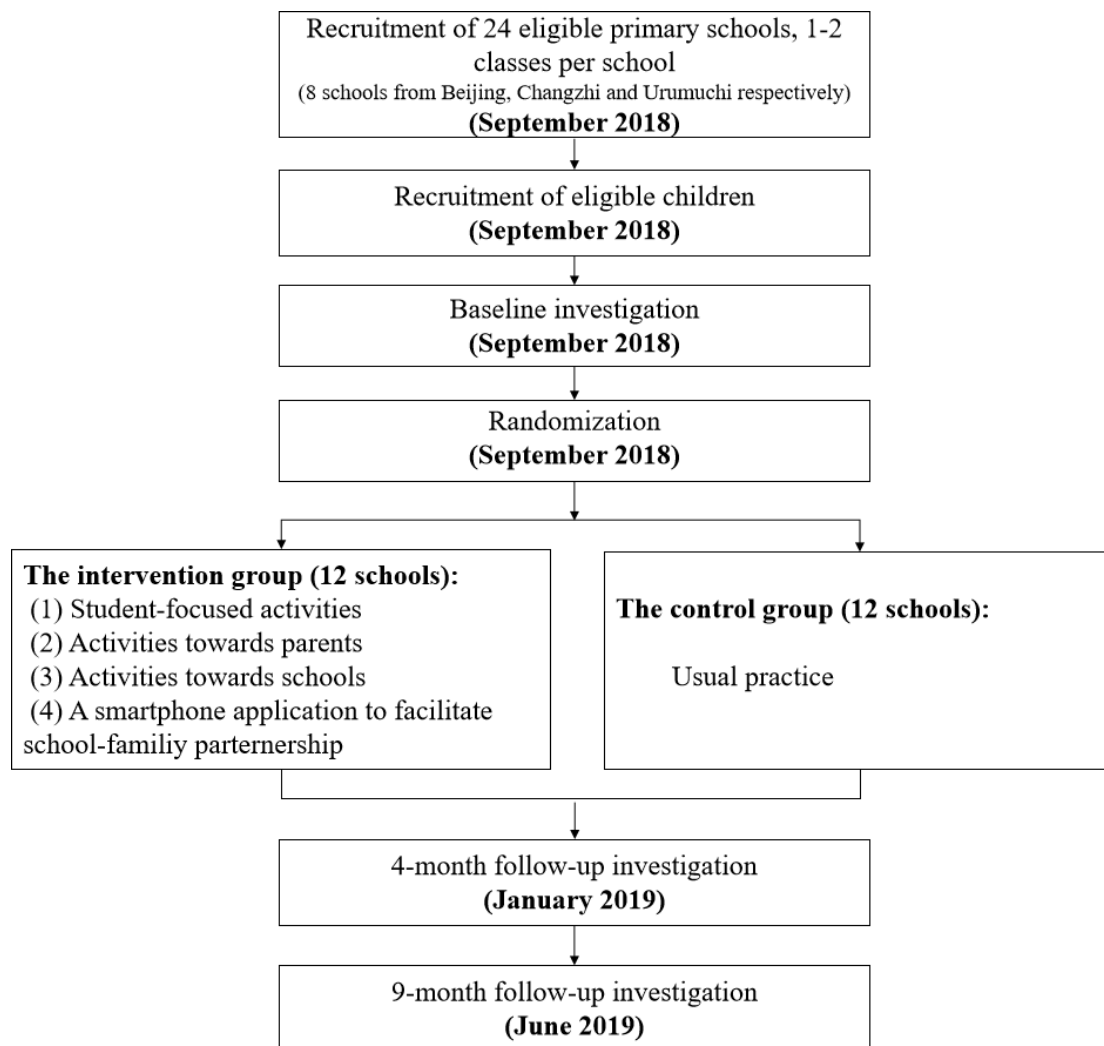 Recruitment of 24 eligible primary schools, 1-2
classes per school
(8 schools from Beijing, Changzhi and Urumuchi respectively)
(September 2018)
Recruitment of eligible children
(September 2018)
Baseline investigation
(September 2018)
Randomization
(September 2018)
The intervention group (12 schools):
(1) Student-focused activities
(2) Activities towards parents
(3) Activities towards schools
(4) A smartphone application to facilitate
school-familiy parternership
The control group (12 schools):
Usual practice
4-month follow-up investigation
(January 2019)
9-month follow-up investigation
(June 2019)